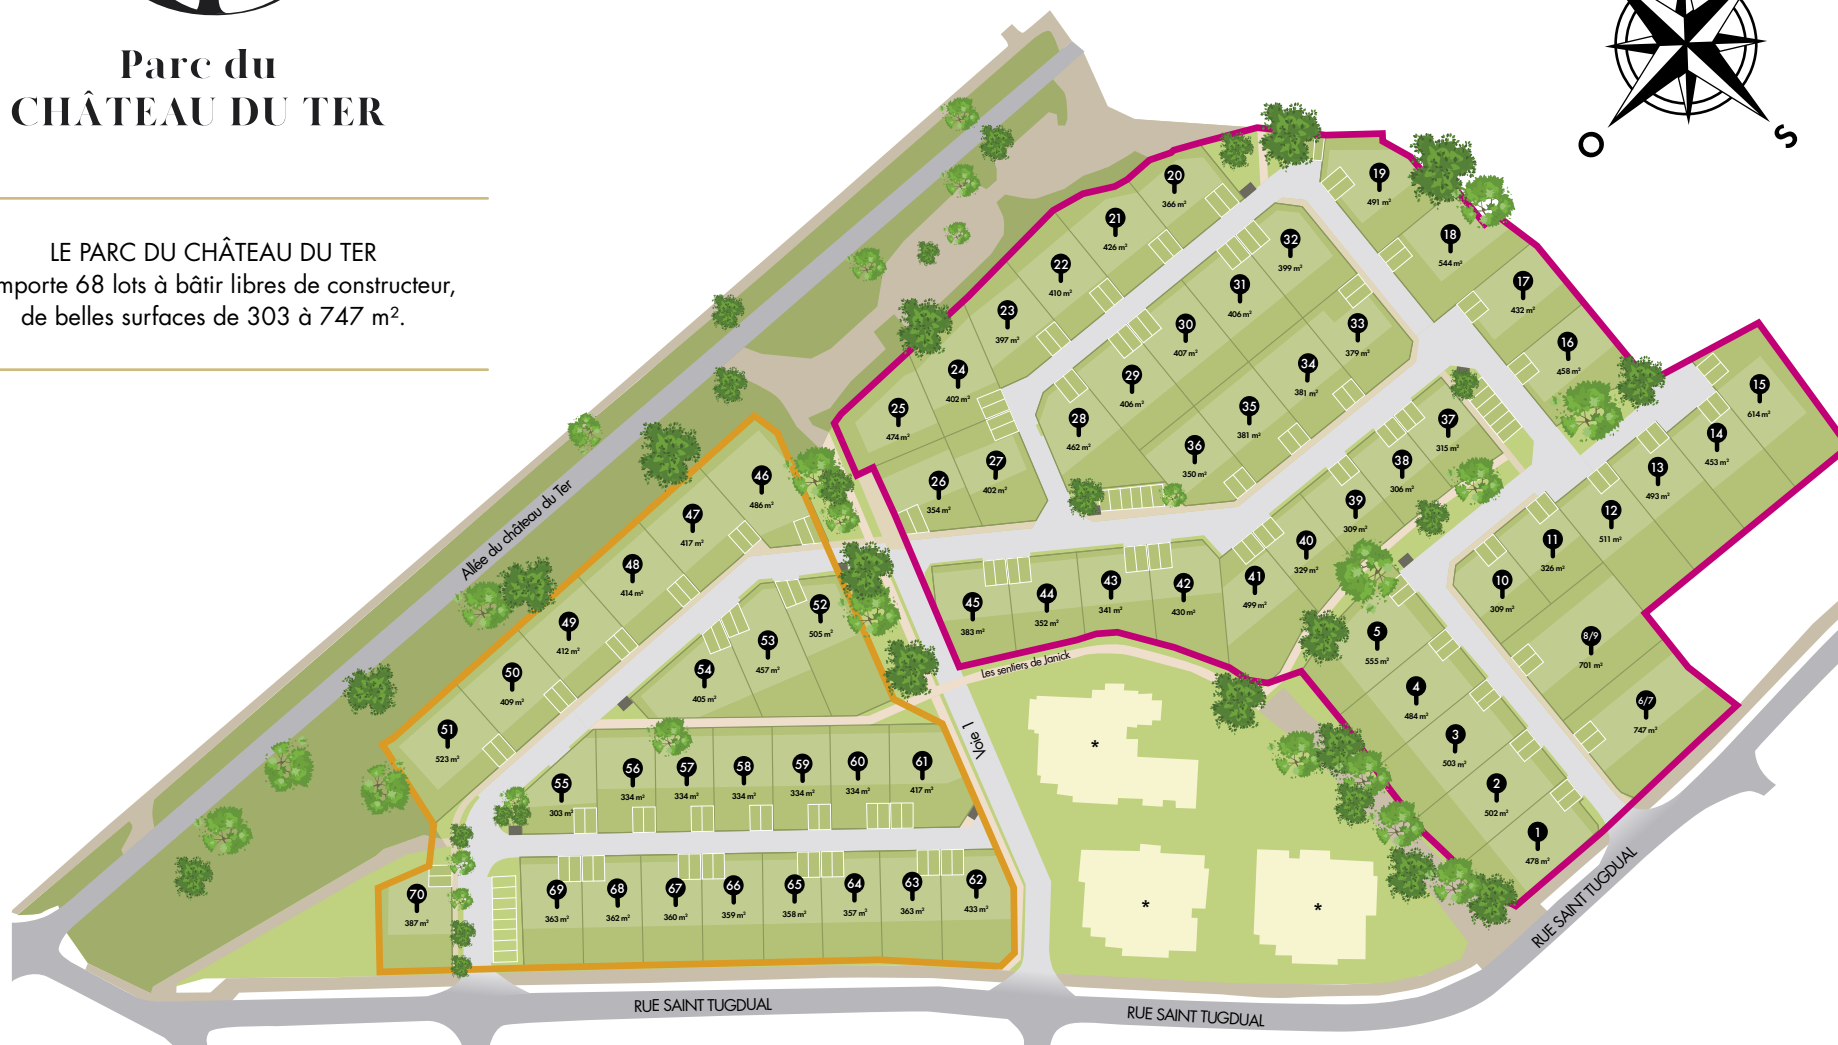 Parc du
CHÂTEAU DU TER
LE PARC DU CHÂTEAU DU TER
mporte 68 lots à bâtir libres de constructeur,
de belles surfaces de 303 à 747 m².
O
S
Allée du château du Ter
Les sentiers de Janick
Voie 1
RUE SAINT TUGDUAL
RUE SAINT TUGDUAL
RUE SAINT TUGDUAL
*
*
*
1
478 m²
2
502 m²
3
503 m²
4
484 m²
5
555 m²
6/7
747 m²
8/9
701 m²
10
309 m²
11
326 m²
12
511 m²
13
493 m²
14
453 m²
15
614 m²
16
458 m²
17
432 m²
18
544 m²
19
491 m²
20
366 m²
21
426 m²
22
410 m²
23
397 m²
24
402 m²
25
474 m²
26
354 m²
27
402 m²
28
462 m²
29
406 m²
30
407 m²
31
406 m²
32
399 m²
33
379 m²
34
381 m²
35
381 m²
36
350 m²
37
315 m²
38
306 m²
39
309 m²
40
329 m²
41
499 m²
42
430 m²
43
341 m²
44
352 m²
45
383 m²
46
486 m²
47
417 m²
48
414 m²
49
412 m²
50
409 m²
51
523 m²
52
505 m²
53
457 m²
54
405 m²
55
303 m²
56
334 m²
57
334 m²
58
334 m²
59
334 m²
60
334 m²
61
417 m²
62
433 m²
63
363 m²
64
357 m²
65
358 m²
66
359 m²
67
360 m²
68
362 m²
69
363 m²
70
387 m²